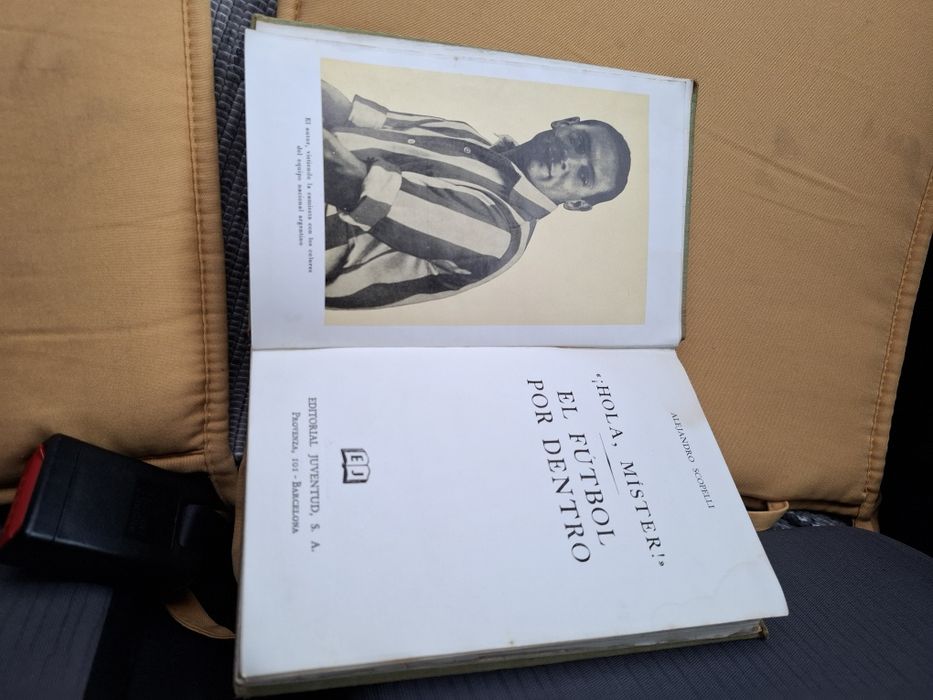 El autor, vistiendo la camiseta con los colores
del equipo nacional argentino
ALEJANDRO SCOPELLI
“¡HOLA, MÍSTER!”
EL FÚTBOL
POR DENTRO
EJ
EDITORIAL JUVENTUD, S. A.
PROVENZA, 101 - BARCELONA